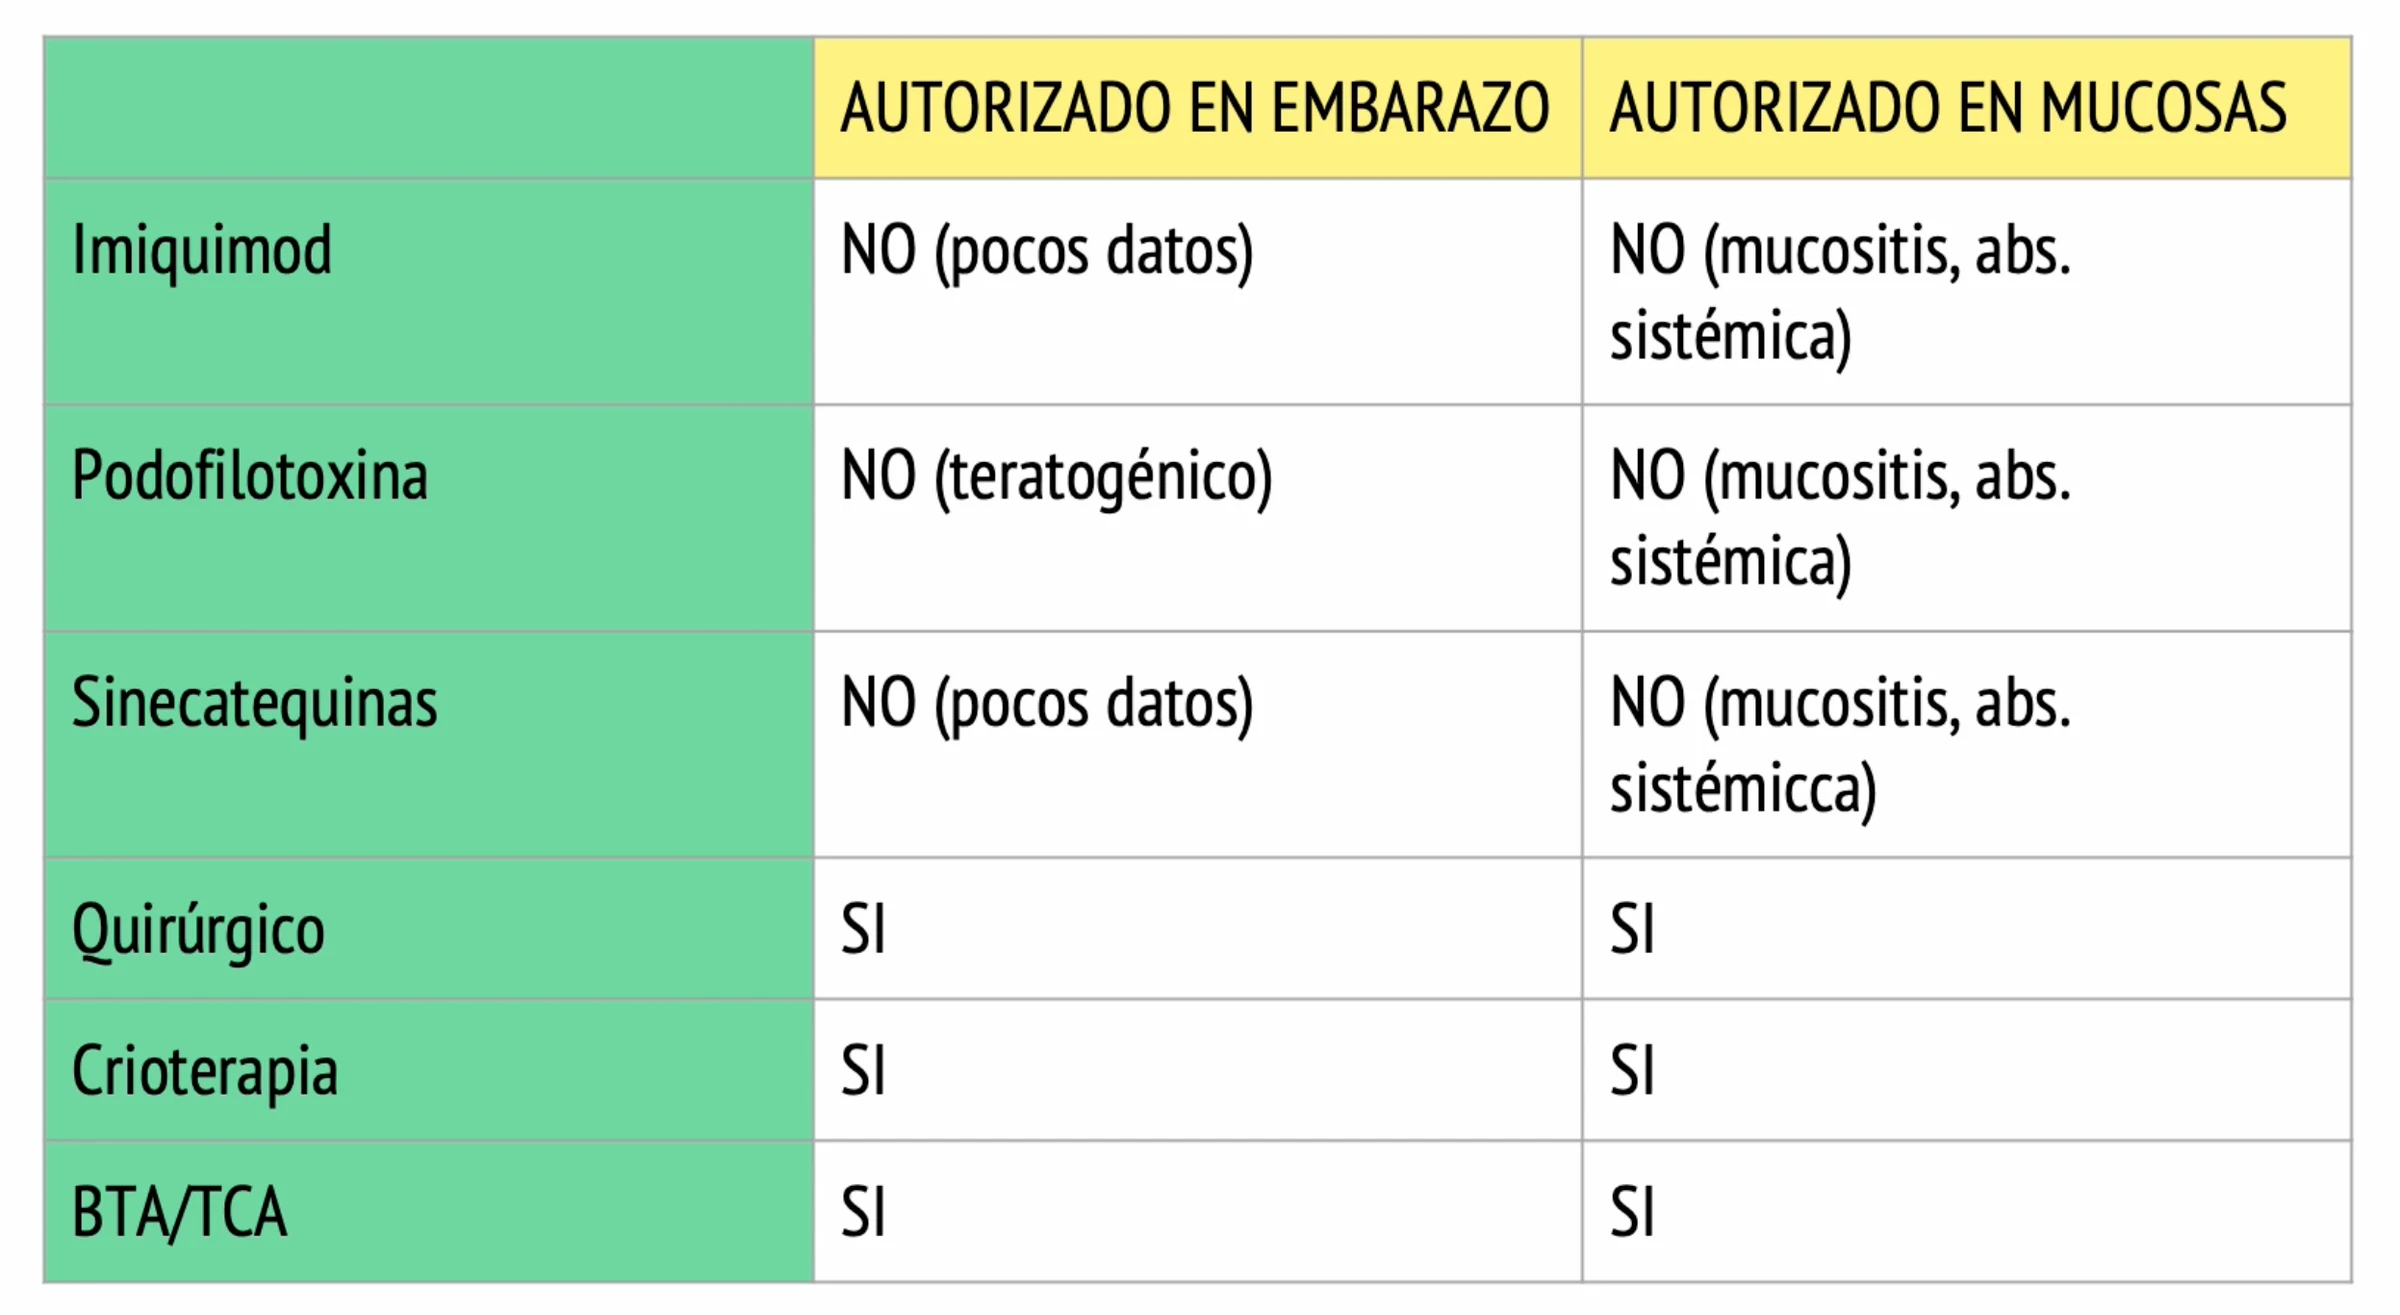 AUTORIZADO EN EMBARAZO AUTORIZADO EN MUCOSAS
Imiquimod NO (pocos datos) NO (mucositis, abs.
sistémica)
Podofilotoxina NO (teratogénico) NO (mucositis, abs.
sistémica)
Sinecatequinas NO (pocos datos) NO (mucositis, abs.
sistémicca)
Quirúrgico SI SI
Crioterapia SI SI
BTA/TCA SI SI